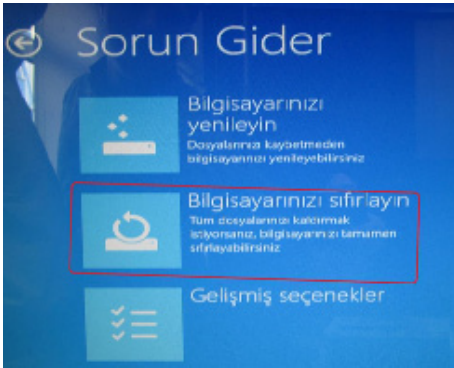 Sorun Gider
Bilgisayarınızı
yenileyin
Dosyalarınızı kaybetmeden
bilgisayarınızı yenileyebilirsiniz
Bilgisayarınızı sıfırlayın
Tüm dosyalarınızı kaldırmak
istiyorsanız, bilgisayarınızı tamamen
sıfırlayabilirsiniz
Gelişmiş seçenekler